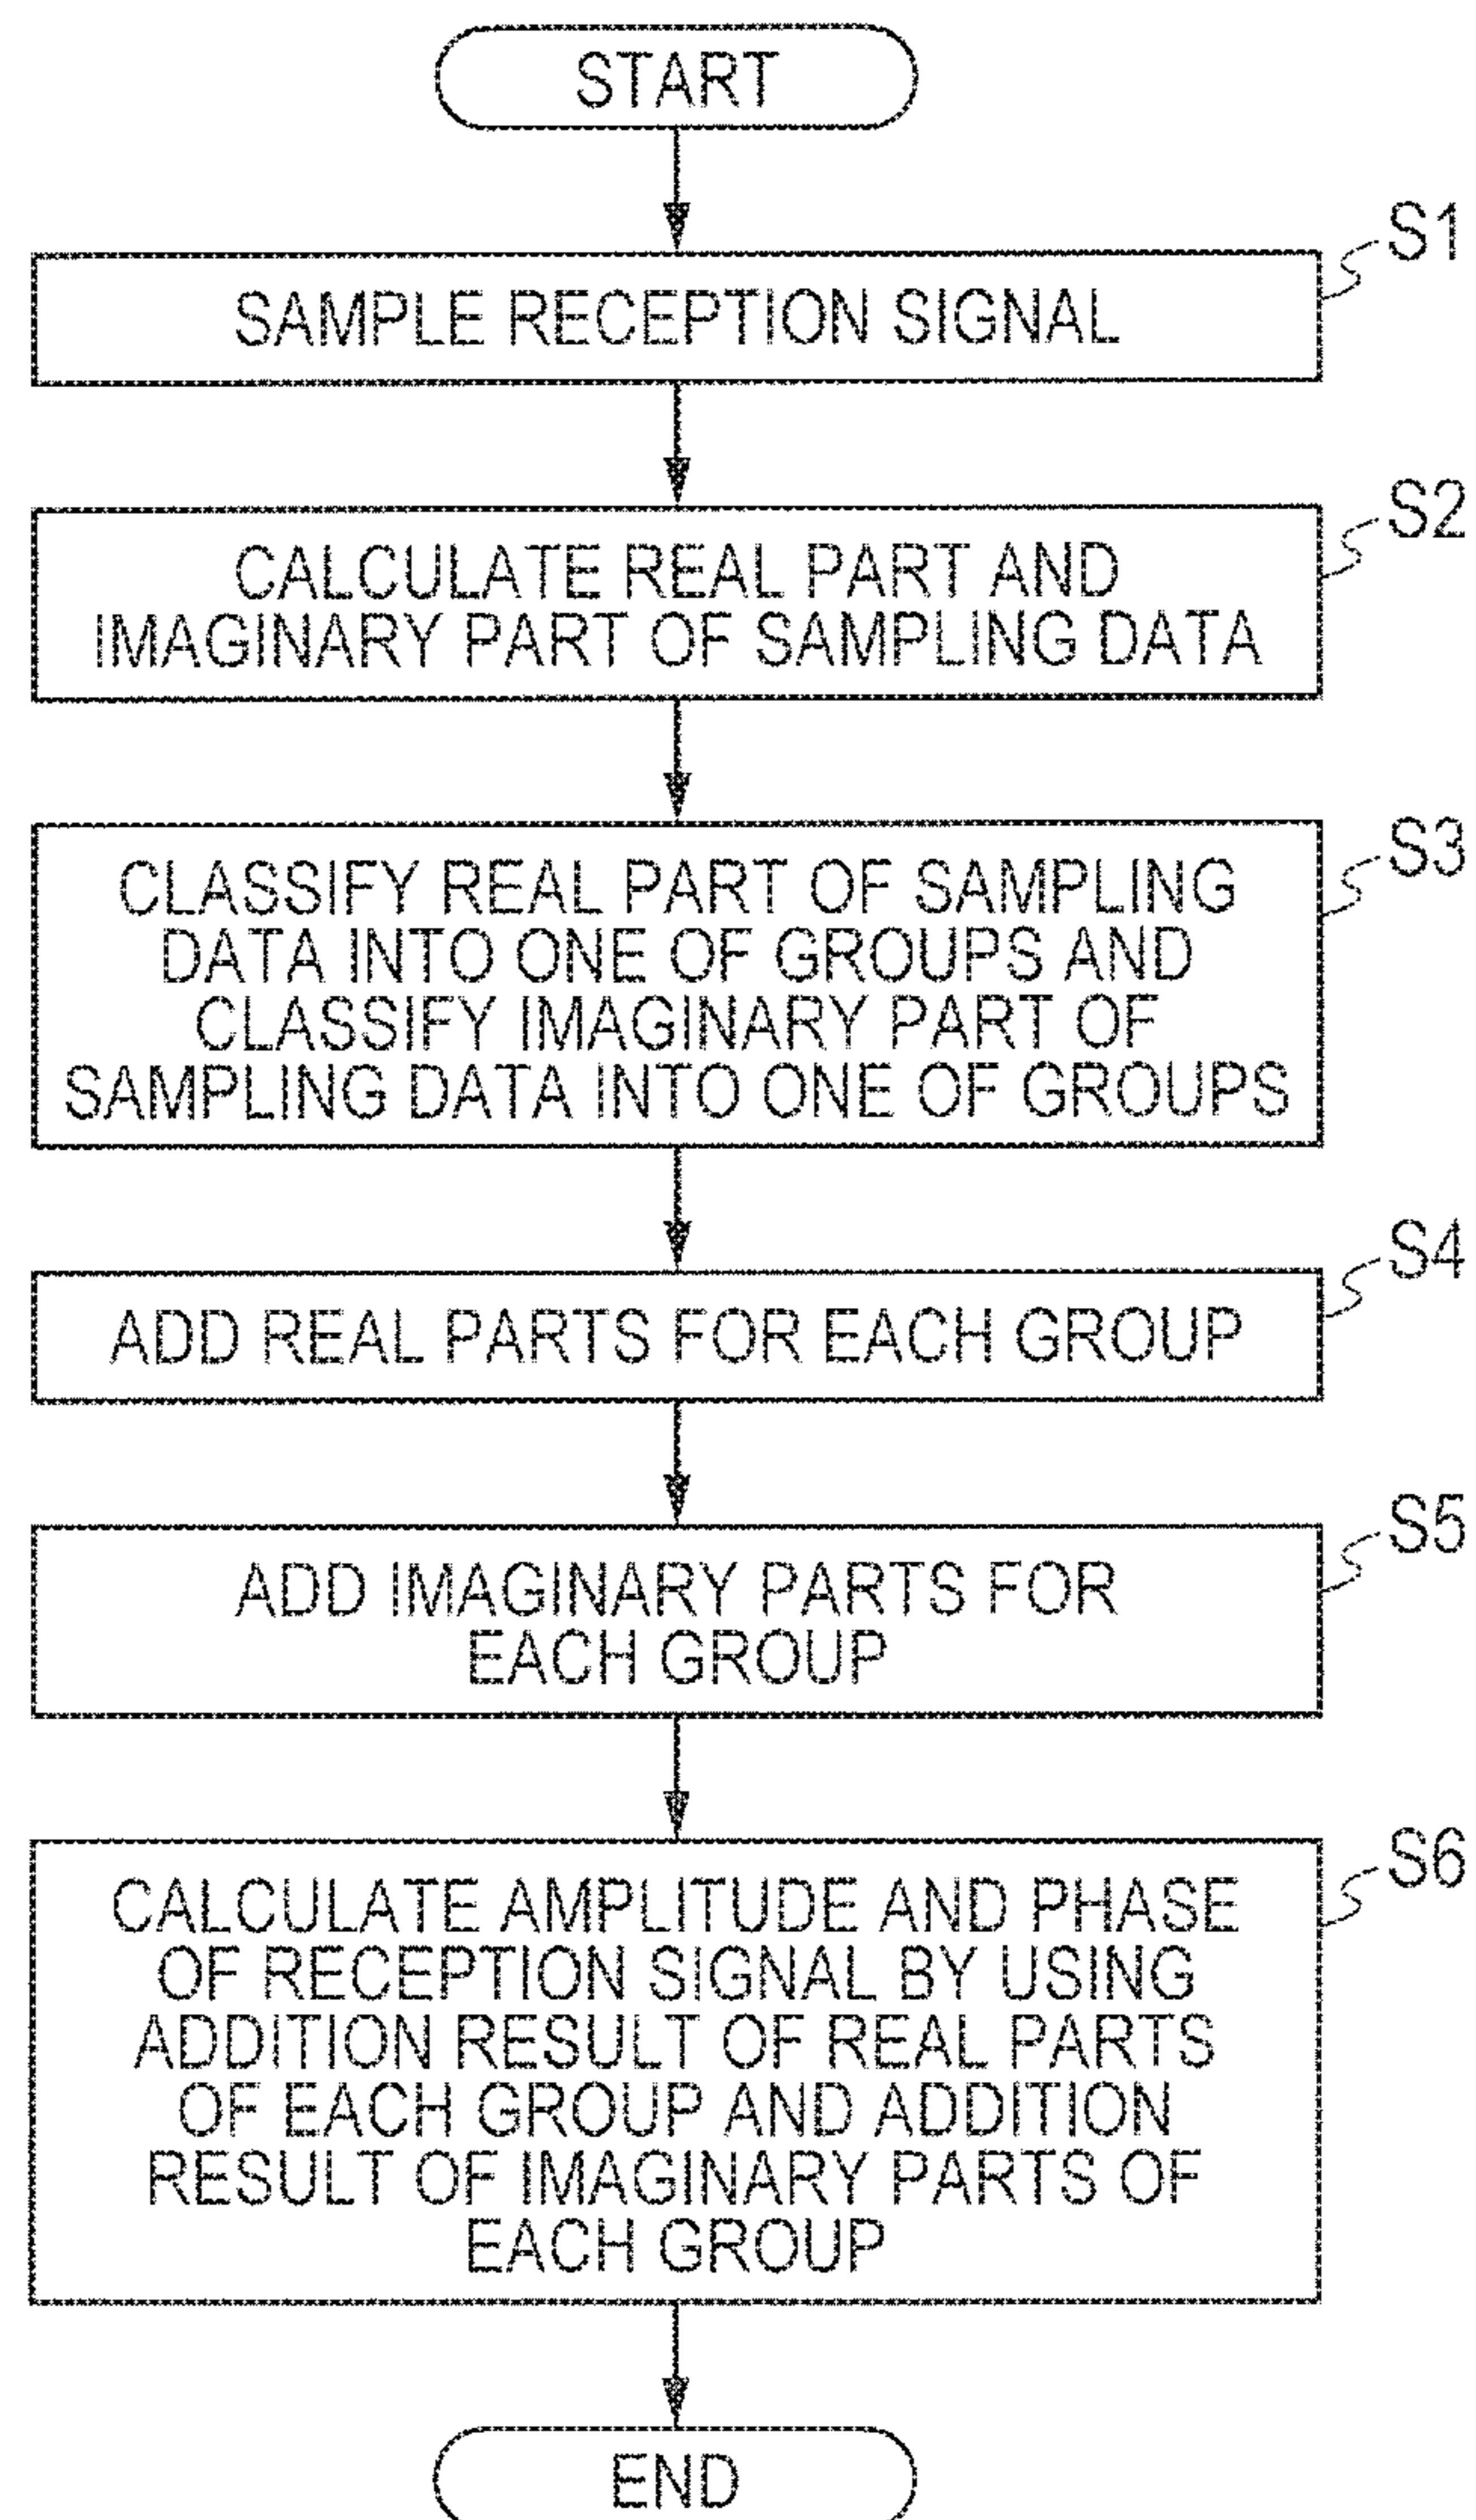 START
S1
SAMPLE RECEPTION SIGNAL
S2
CALCULATE REAL PART AND
IMAGINARY PART OF SAMPLING DATA
S3
CLASSIFY REAL PART OF SAMPLING
DATA INTO ONE OF GROUPS AND
CLASSIFY IMAGINARY PART OF
SAMPLING DATA INTO ONE OF GROUPS
S4
ADD REAL PARTS FOR EACH GROUP
S5
ADD IMAGINARY PARTS FOR
EACH GROUP
S6
CALCULATE AMPLITUDE AND PHASE
OF RECEPTION SIGNAL BY USING
ADDITION RESULT OF REAL PARTS
OF EACH GROUP AND ADDITION
RESULT OF IMAGINARY PARTS OF
EACH GROUP
END